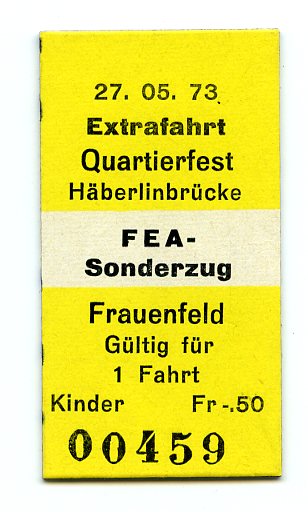 27. 05. 73
Extrafahrt
Quartierfest
Häberlinbrücke
FEA-
Sonderzug
Frauenfeld
Gültig für
1 Fahrt
Kinder Fr-.50
00459